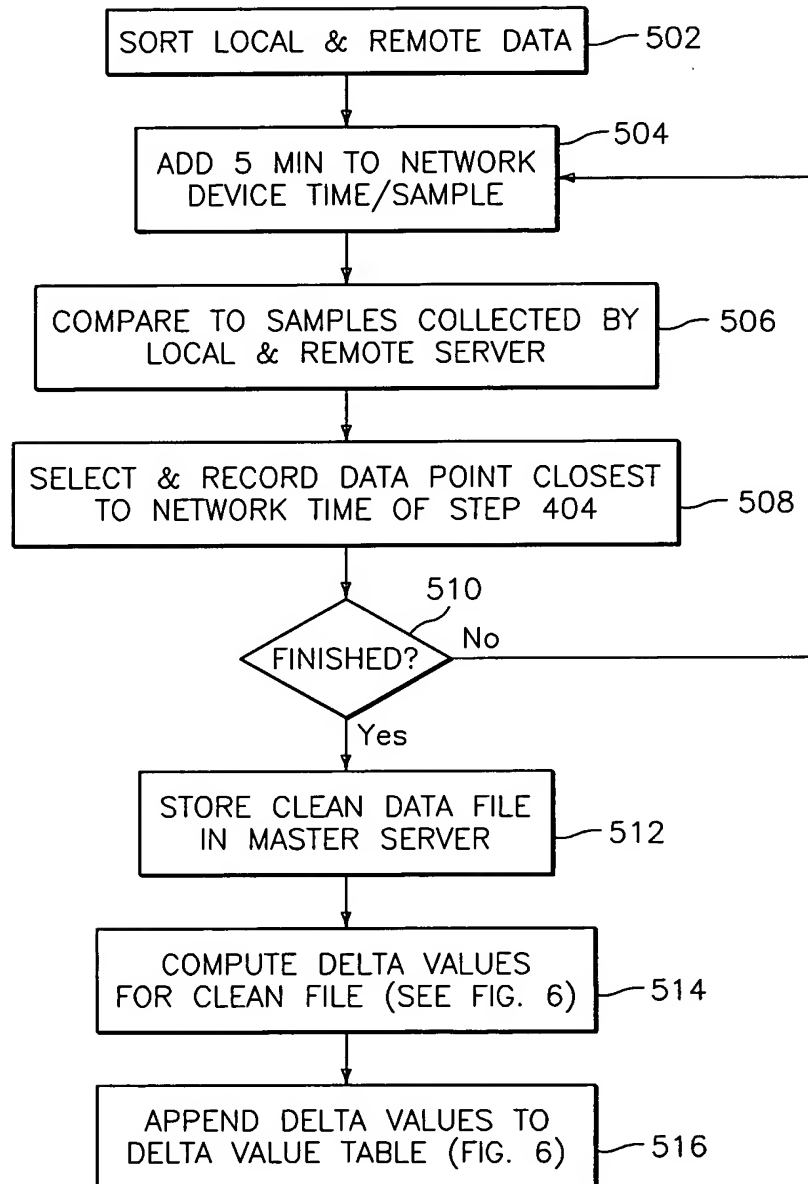 SORT LOCAL & REMOTE DATA
502
504
ADD 5 MIN TO NETWORK
DEVICE TIME/SAMPLE
COMPARE TO SAMPLES COLLECTED BY
LOCAL & REMOTE SERVER
506
SELECT & RECORD DATA POINT CLOSEST
TO NETWORK TIME OF STEP 404
508
510
FINISHED?
No
Yes
STORE CLEAN DATA FILE
IN MASTER SERVER
512
COMPUTE DELTA VALUES
FOR CLEAN FILE (SEE FIG. 6)
514
APPEND DELTA VALUES TO
DELTA VALUE TABLE (FIG. 6)
516